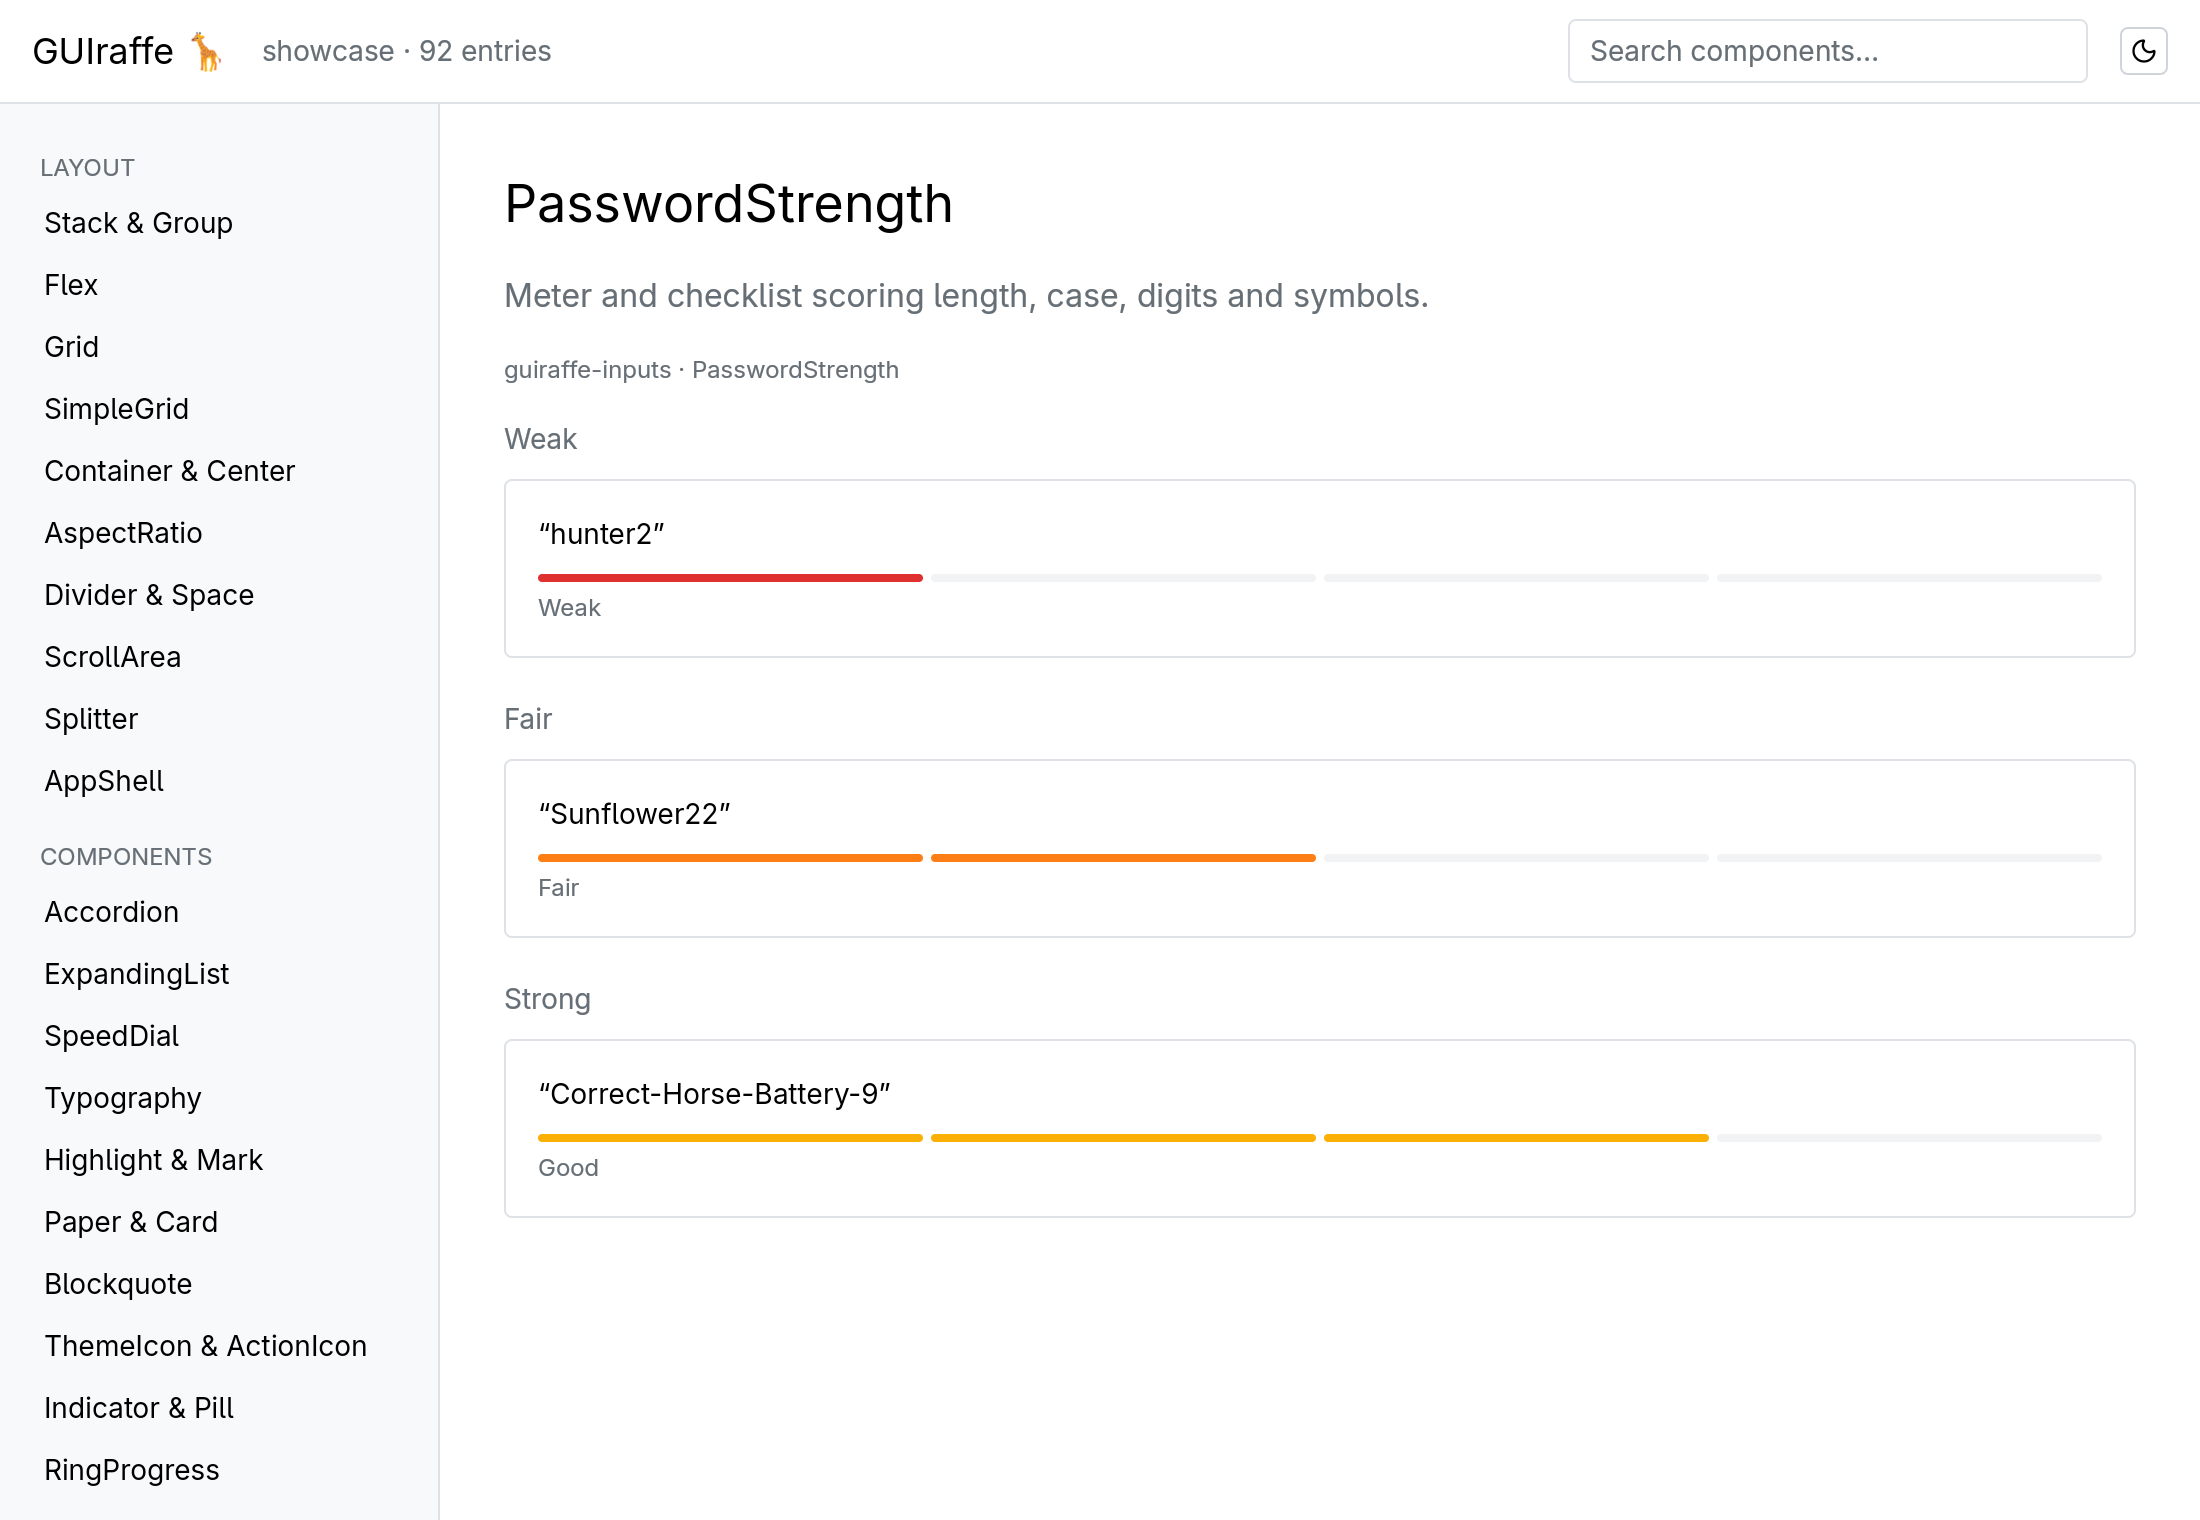 GUIraffe 🦒 showcase · 92 entries Search components...
LAYOUT
Stack & Group
Flex
Grid
SimpleGrid
Container & Center
AspectRatio
Divider & Space
ScrollArea
Splitter
AppShell
COMPONENTS
Accordion
ExpandingList
SpeedDial
Typography
Highlight & Mark
Paper & Card
Blockquote
ThemeIcon & ActionIcon
Indicator & Pill
RingProgress
PasswordStrength
Meter and checklist scoring length, case, digits and symbols.
guiraffe-inputs · PasswordStrength
Weak
“hunter2”
Weak
Fair
“Sunflower22”
Fair
Strong
“Correct-Horse-Battery-9”
Good